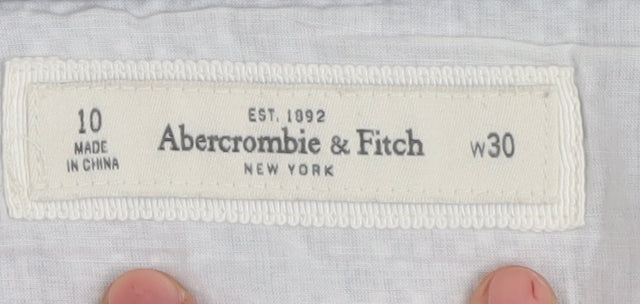 10
MADE
IN CHINA
EST. 1892
Abercrombie & Fitch
NEW YORK
W30